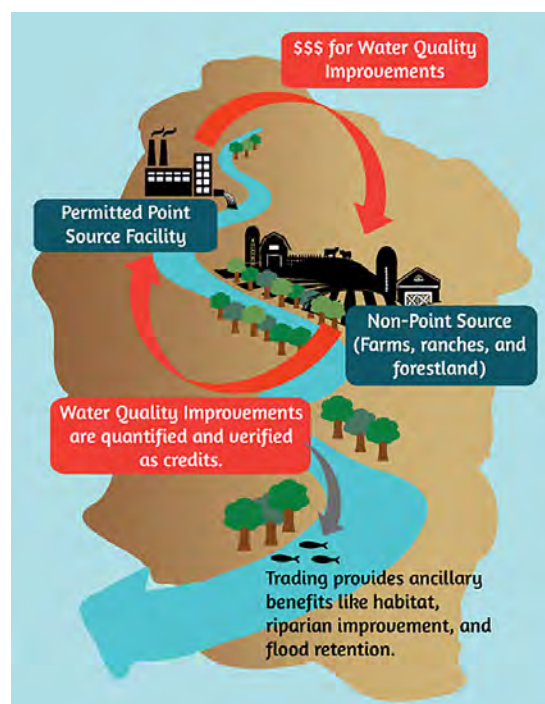 $$$ for Water Quality
Improvements
Permitted Point
Source Facility
Non-Point Source
(Farms, ranches, and
forestland)
Water Quality Improvements
are quantified and verified
as credits.
Trading provides ancillary
benefits like habitat,
riparian improvement, and
flood retention.